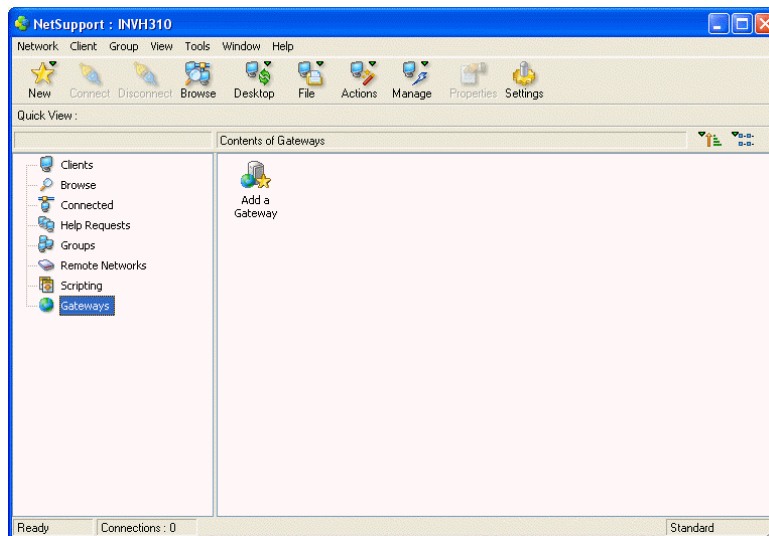 NetSupport : INVH310
Network Client Group View Tools Window Help
New Connect Disconnect Browse Desktop File Actions Manage Properties Settings
Quick View :
Contents of Gateways
Clients
Browse
Connected
Help Requests
Groups
Remote Networks
Scripting
Gateways
Add a
Gateway
Ready Connections : 0 Standard